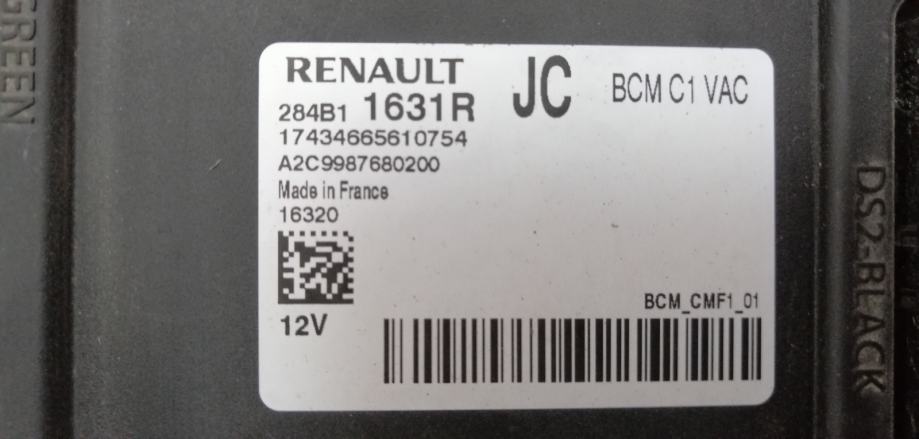 GREEN
RENAULT JC BCM C1 VAC
284B1 1631R
17434665610754
A2C9987680200
Made in France
16320
12V
BCM_CMF1_01
DS2-BLACK